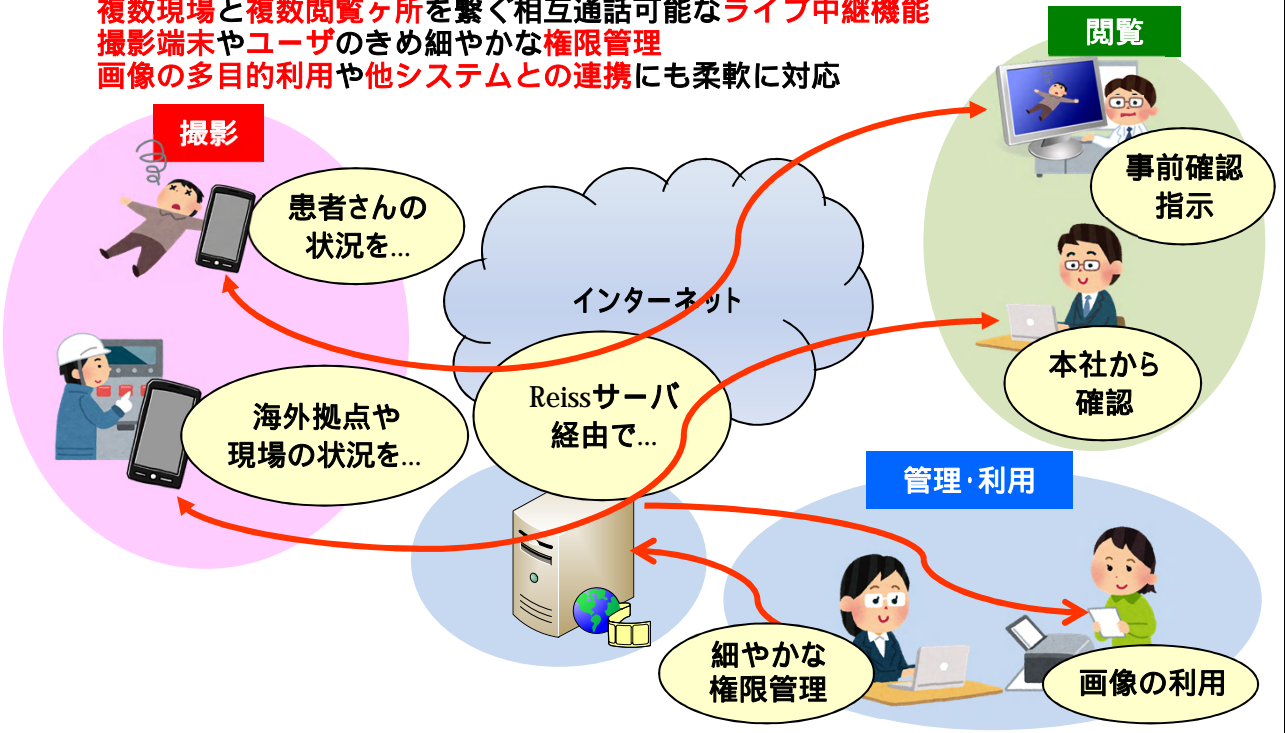 複数現場と複数閲覧ヶ所を繋ぐ相互通話可能なライブ中継機能
撮影端末やユーザのきめ細やかな権限管理
画像の多目的利用や他システムとの連携にも柔軟に対応
閲覧
撮影
患者さんの
状況を...
事前確認
指示
インターネット
本社から
確認
Reissサーバ
経由で...
海外拠点や
現場の状況を...
管理・利用
細やかな
権限管理
画像の利用